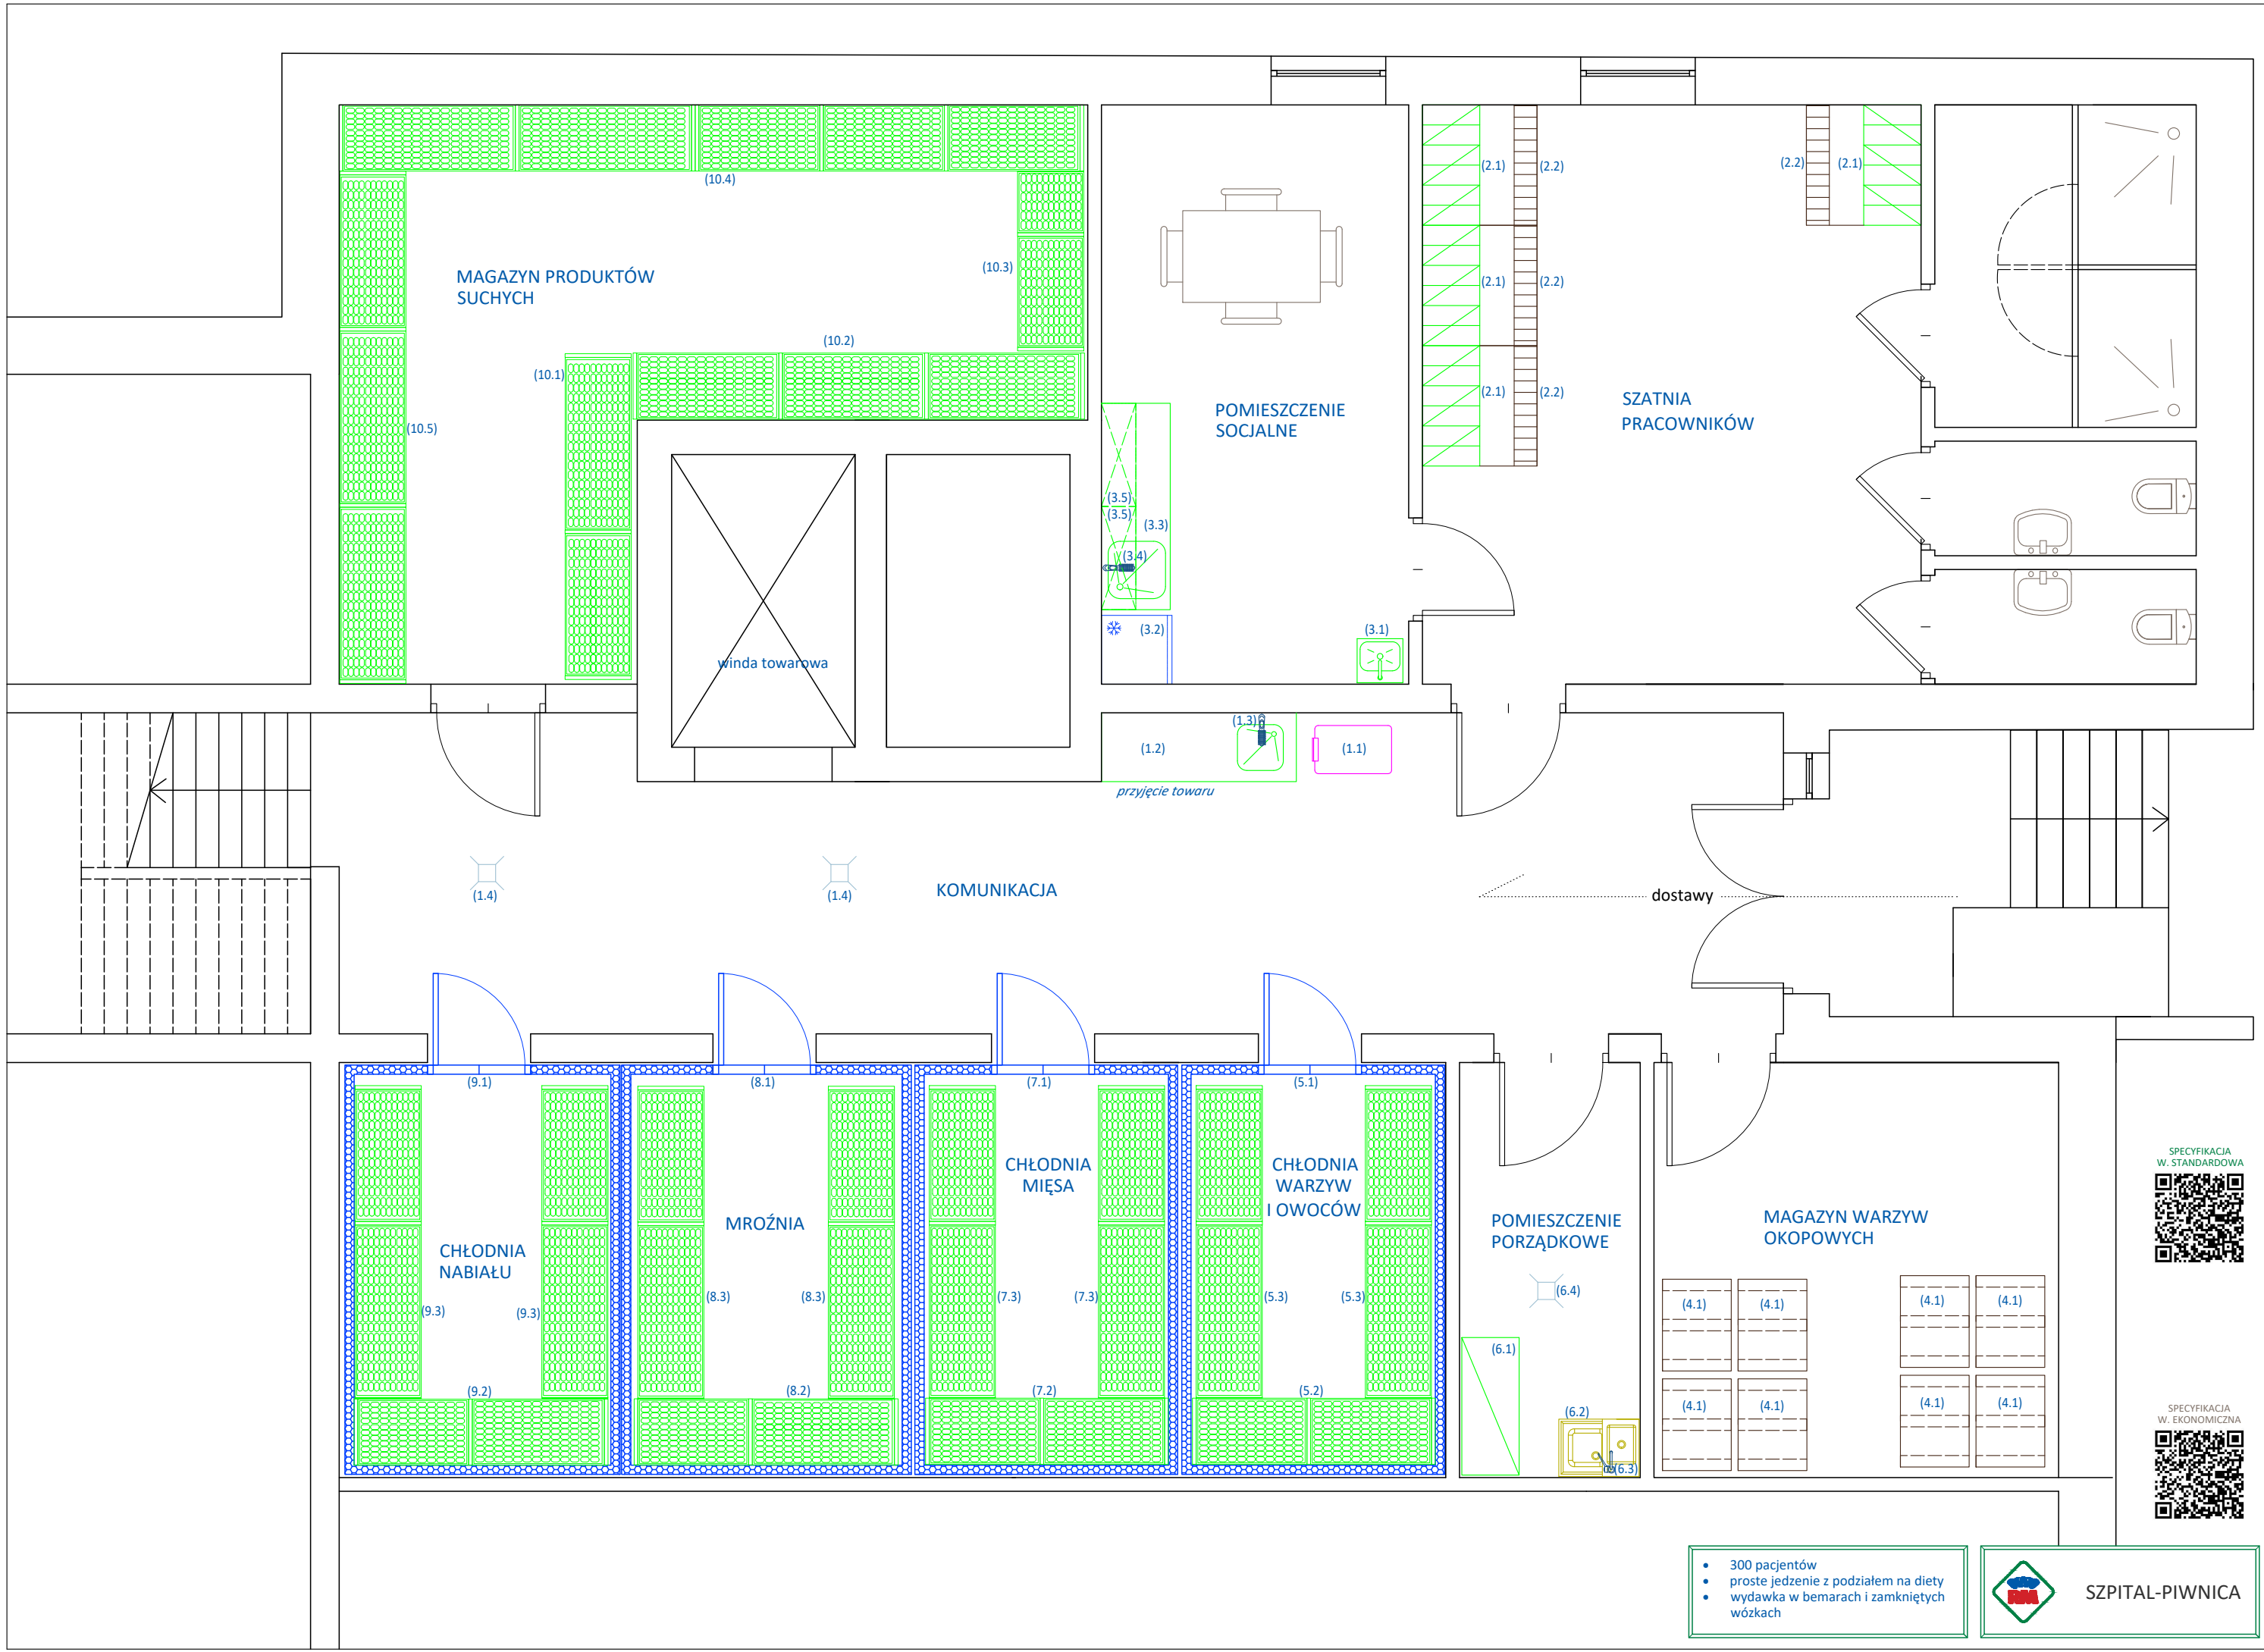 (10.4)
MAGAZYN PRODUKTÓW
SUCHYCH
(10.3)
(10.2)
(10.1)
(10.5)
winda towarowa
POMIESZCZENIE
SOCJALNE
(3.5)
(3.5)
(3.3)
(3.4)
(3.2)
(3.1)
(2.1)
(2.2)
(2.2)
(2.1)
(2.1)
(2.2)
(2.1)
(2.2)
SZATNIA
PRACOWNIKÓW
(1.3)
(1.2)
(1.1)
przyjęcie towaru
(1.4)
(1.4)
KOMUNIKACJA
dostawy
(9.1)
(8.1)
(7.1)
(5.1)
CHŁODNIA
NABIAŁU
(9.3)
(9.3)
(9.2)
MROŹNIA
(8.3)
(8.3)
(8.2)
CHŁODNIA
MIĘSA
(7.3)
(7.3)
(7.2)
CHŁODNIA
WARZYW
I OWOCÓW
(5.3)
(5.3)
(5.2)
POMIESZCZENIE
PORZĄDKOWE
(6.4)
(6.1)
(6.2)
(6.3)
MAGAZYN WARZYW
OKOPOWYCH
(4.1)
(4.1)
(4.1)
(4.1)
(4.1)
(4.1)
(4.1)
(4.1)
SPECYFIKACJA
W. STANDARDOWA
SPECYFIKACJA
W. EKONOMICZNA
• 300 pacjentów
• proste jedzenie z podziałem na diety
• wydawka w bemarach i zamkniętych
wózkach
RM
SZPITAL-PIWNICA